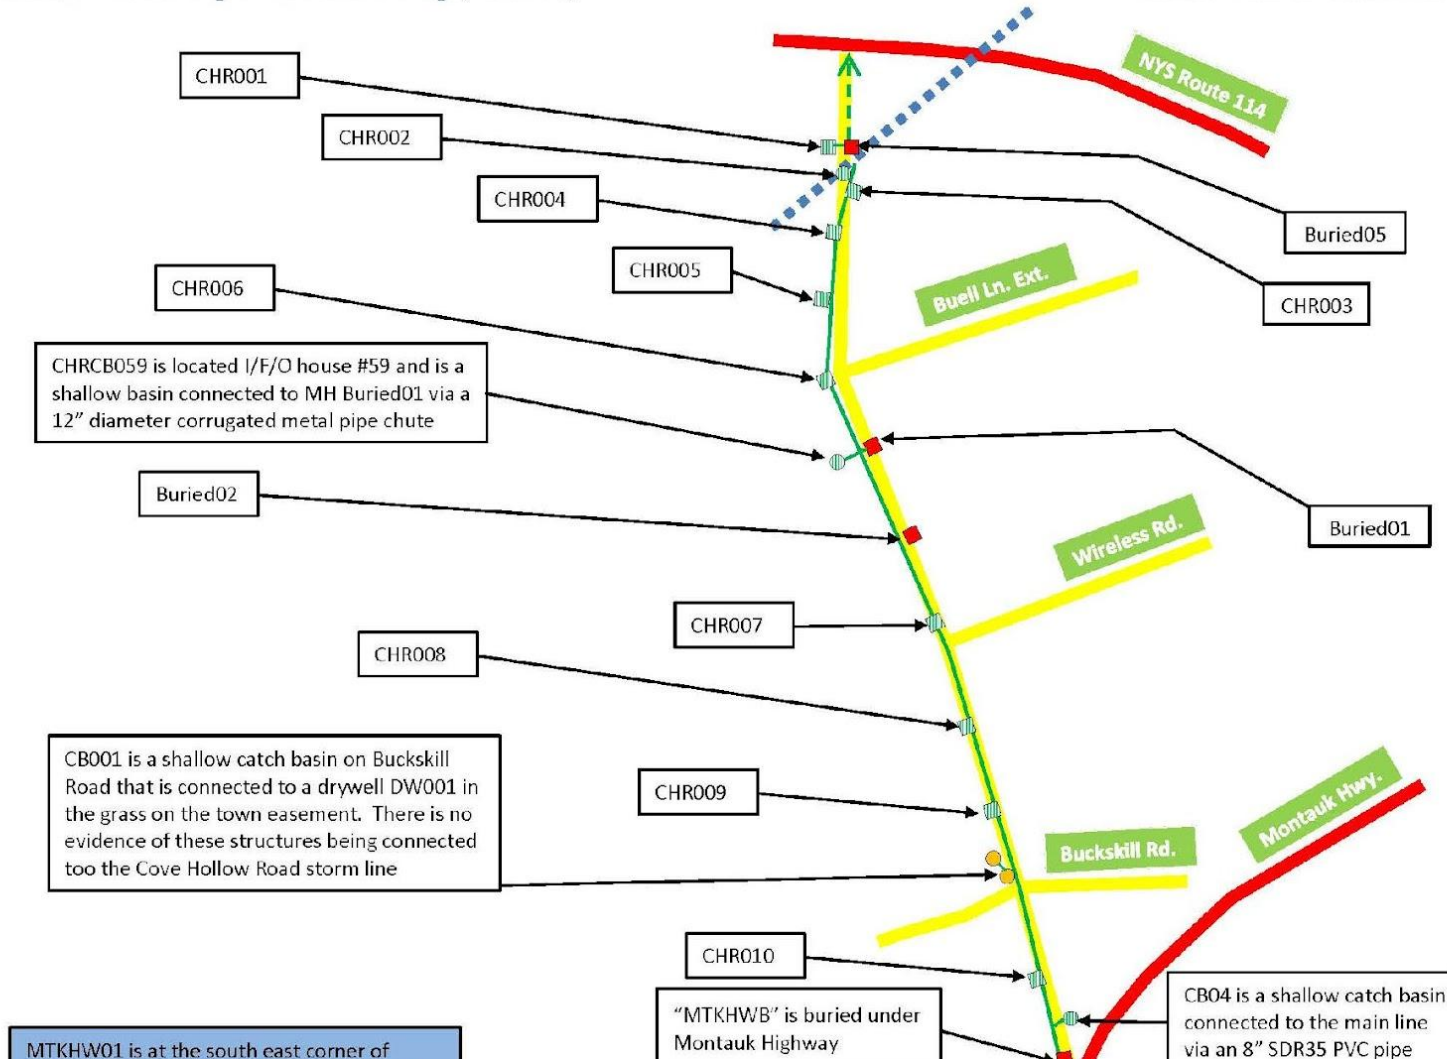 NYS Route 114
CHR001
CHR002
CHR004
Buried05
CHR005
Buell Ln. Ext.
CHR006
CHR003
CHRCB059 is located I/F/O house #59 and is a
shallow basin connected to MH Buried01 via a
12” diameter corrugated metal pipe chute
Buried02
Wireless Rd.
Buried01
CHR007
CHR008
CB001 is a shallow catch basin on Buckskill
Road that is connected to a drywell DW001 in
the grass on the town easement. There is no
evidence of these structures being connected
too the Cove Hollow Road storm line
CHR009
Montauk Hwy.
Buckskill Rd.
CHR010
“MTKHWB” is buried under
Montauk Highway
CB04 is a shallow catch basin
connected to the main line
via an 8” SDR35 PVC pipe
MTKHW01 is at the south east corner of